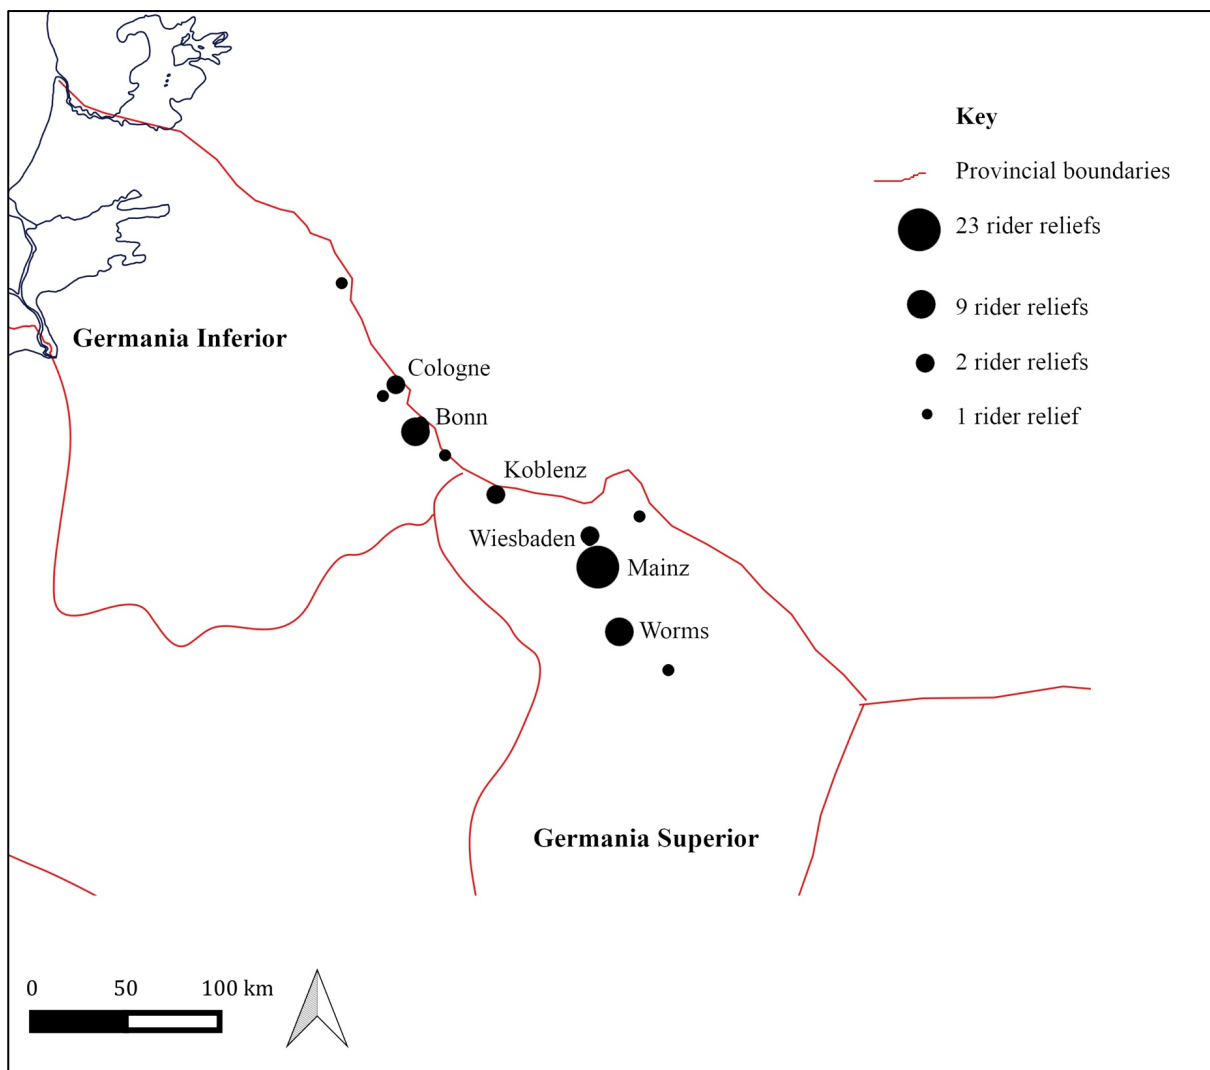 Key
Provincial boundaries
23 rider reliefs
9 rider reliefs
2 rider reliefs
1 rider relief
Germania Inferior
Cologne
Bonn
Koblenz
Wiesbaden
Mainz
Worms
Germania Superior
0 50 100 km